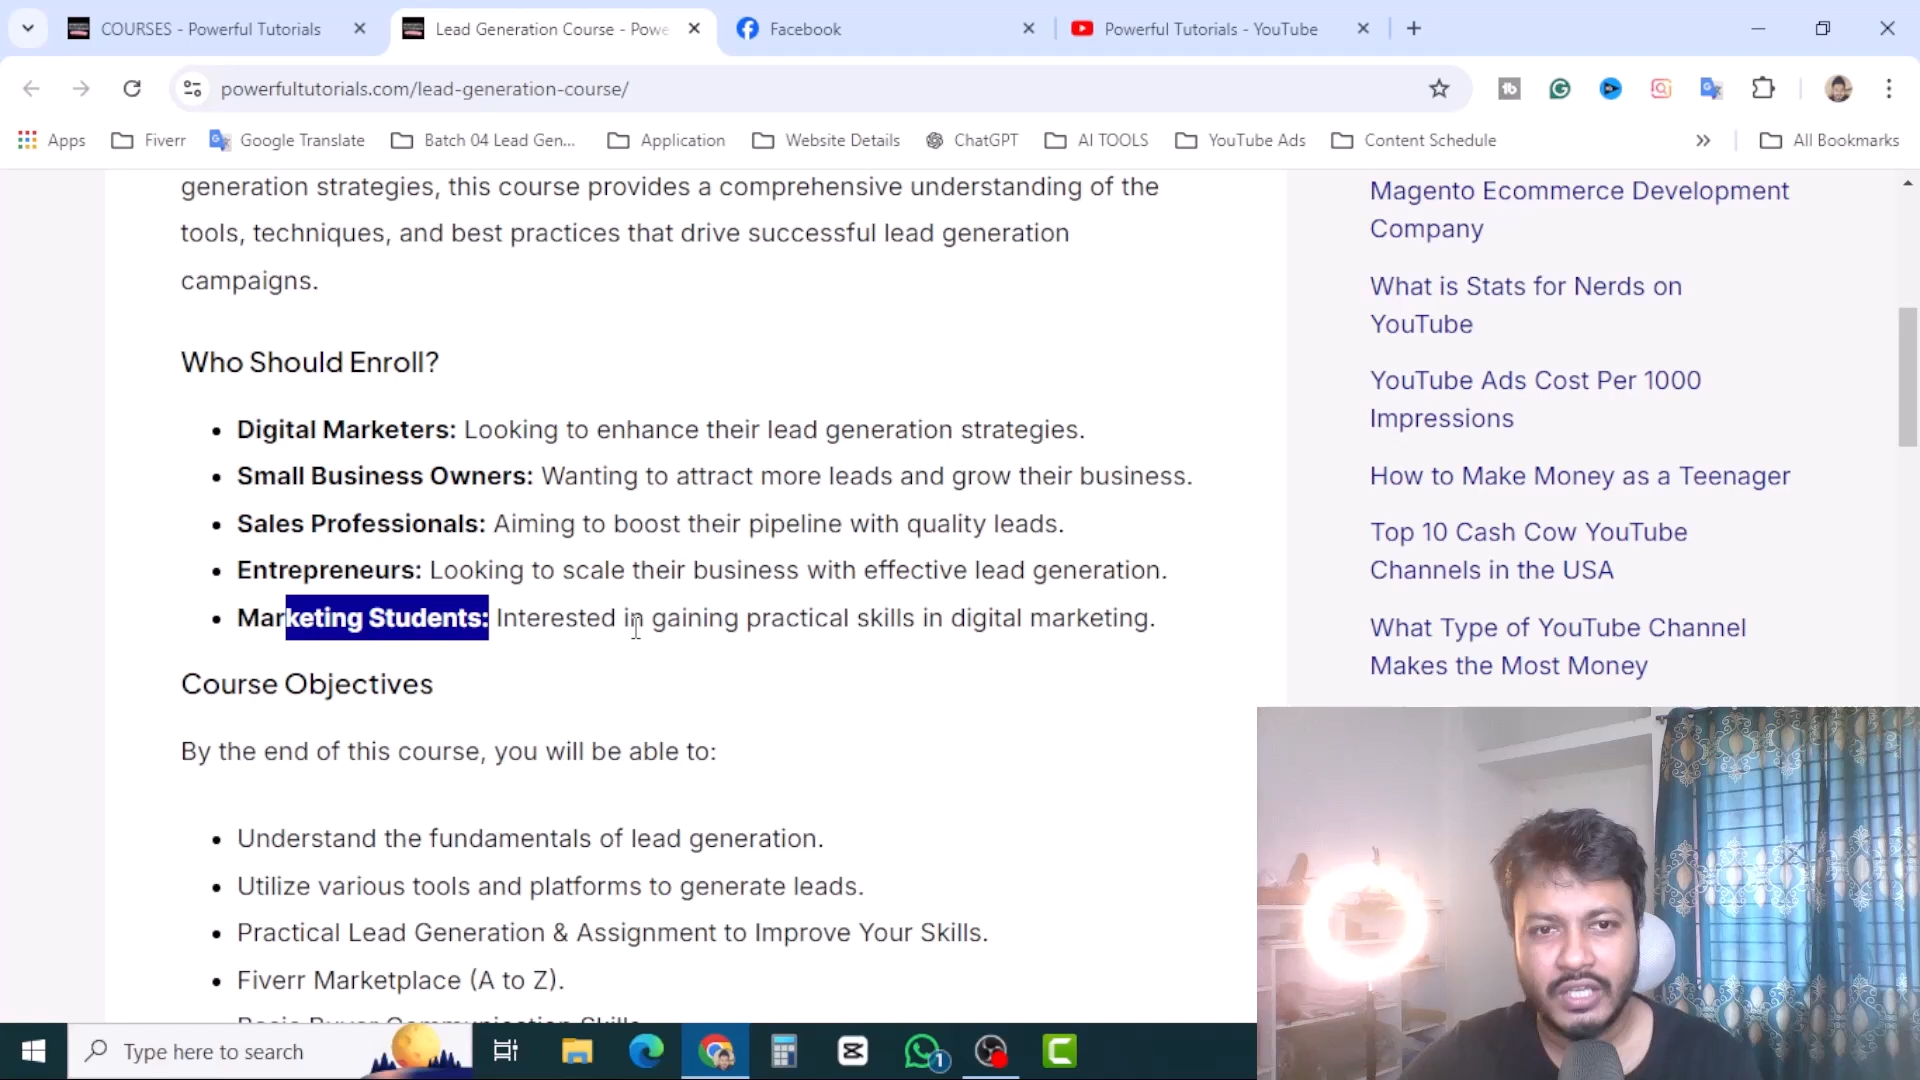 COURSES - Powerful Tutorials
Lead Generation Course - Powe
Facebook
Powerful Tutorials - YouTube
powerfultutorials.com/lead-generation-course/
Apps
Fiverr
Google Translate
Batch 04 Lead Gen...
Application
Website Details
ChatGPT
AI TOOLS
YouTube Ads
Content Schedule
All Bookmarks
generation strategies, this course provides a comprehensive understanding of the
tools, techniques, and best practices that drive successful lead generation
campaigns.
Who Should Enroll?
Digital Marketers: Looking to enhance their lead generation strategies.
Small Business Owners: Wanting to attract more leads and grow their business.
Sales Professionals: Aiming to boost their pipeline with quality leads.
Entrepreneurs: Looking to scale their business with effective lead generation.
Marketing Students: Interested in gaining practical skills in digital marketing.
Course Objectives
By the end of this course, you will be able to:
Understand the fundamentals of lead generation.
Utilize various tools and platforms to generate leads.
Practical Lead Generation & Assignment to Improve Your Skills.
Fiverr Marketplace (A to Z).
Basic Buyer Communication Skills
Magento Ecommerce Development
Company
What is Stats for Nerds on
YouTube
YouTube Ads Cost Per 1000
Impressions
How to Make Money as a Teenager
Top 10 Cash Cow YouTube
Channels in the USA
What Type of YouTube Channel
Makes the Most Money
Type here to search
1